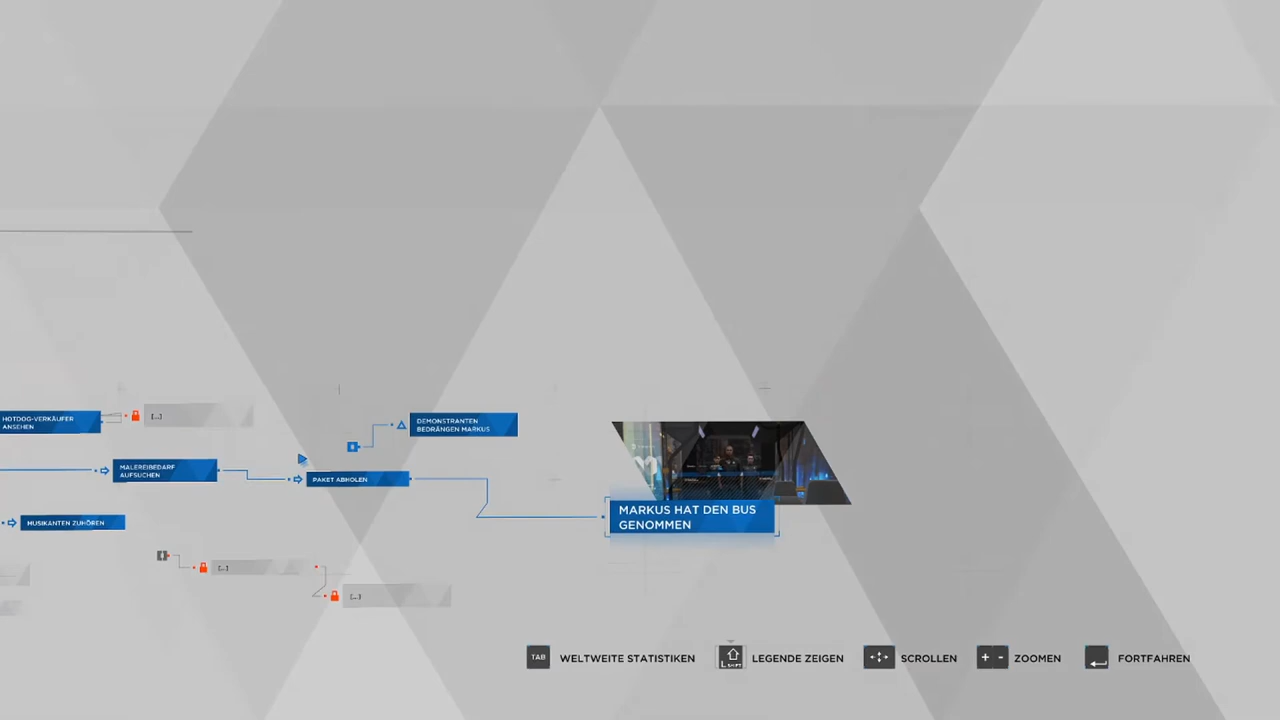 HOTDOG-VERKÄUFER
ANSEHEN
[...]
DEMONSTRANTEN
BEDRÄNGEN MARKUS
MALEREIBEDARF
AUFSUCHEN
PAKET ABHOLEN
MARKUS HAT DEN BUS
GENOMMEN
MUSIKANTEN ZUHÖREN
[...]
[...]
TAB WELTWEITE STATISTIKEN
L SHIFT LEGENDE ZEIGEN
SCROLLEN
+ - ZOOMEN
FORTFAHREN